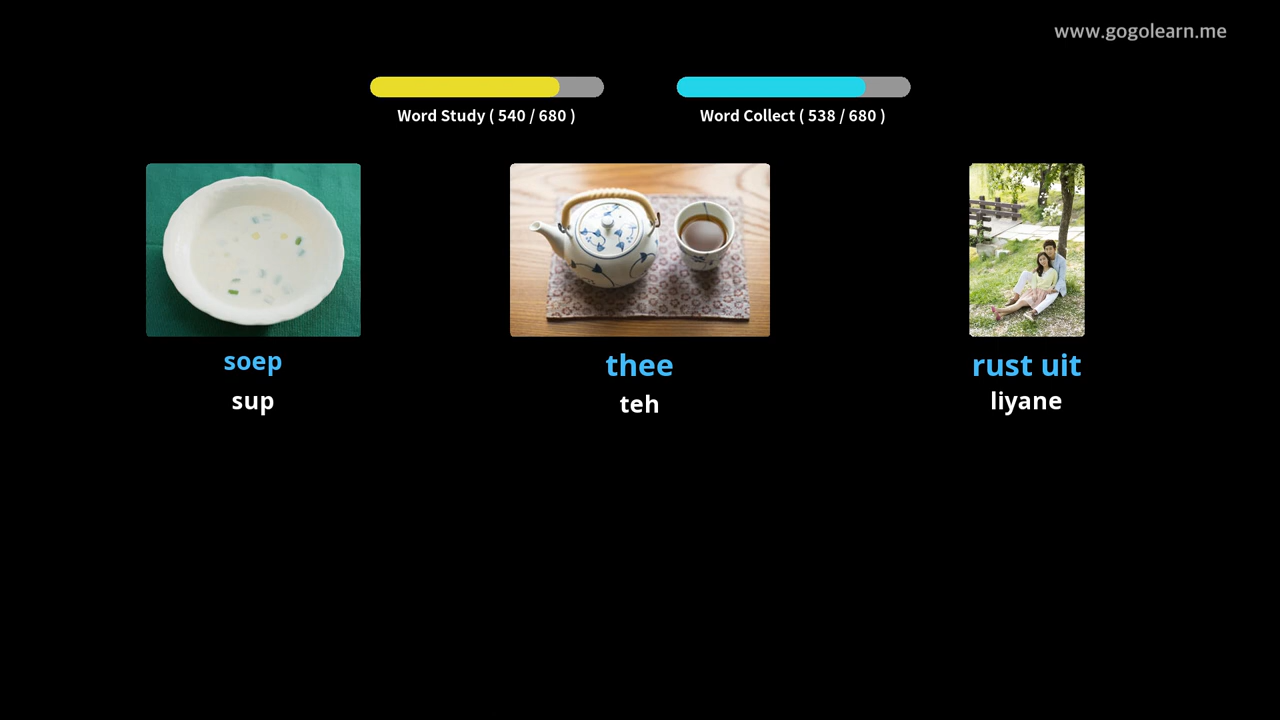 www.gogolearn.me
Word Study ( 540 / 680 )
Word Collect ( 538 / 680 )
soep
sup
thee
teh
rust uit
liyane